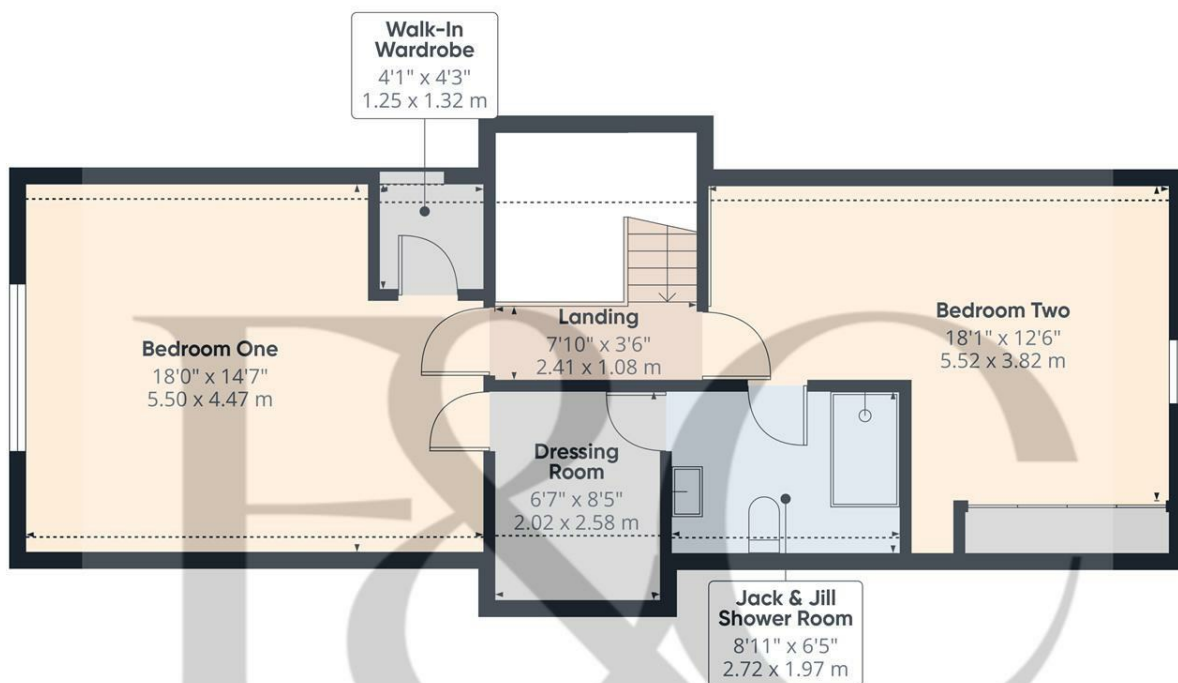 Walk-In
Wardrobe
4'1" x 4'3"
1.25 x 1.32 m
Bedroom One
18'0" x 14'7"
5.50 x 4.47 m
Landing
7'10" x 3'6"
2.41 x 1.08 m
Bedroom Two
18'1" x 12'6"
5.52 x 3.82 m
Dressing
Room
6'7" x 8'5"
2.02 x 2.58 m
Jack & Jill
Shower Room
8'11" x 6'5"
2.72 x 1.97 m
F&C